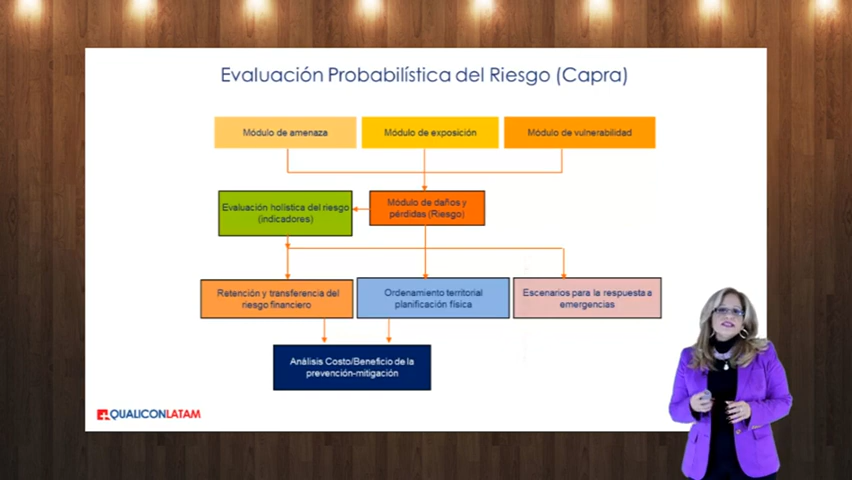 Evaluación Probabilística del Riesgo (Capra)
Módulo de amenaza
Módulo de exposición
Módulo de vulnerabilidad
Evaluación holística del riesgo
(indicadores)
Módulo de daños y
pérdidas (Riesgo)
Retención y transferencia del
riesgo financiero
Ordenamiento territorial
planificación física
Escenarios para la respuesta a
emergencias
Análisis Costo/Beneficio de la
prevención-mitigación
QUALICONLATAM